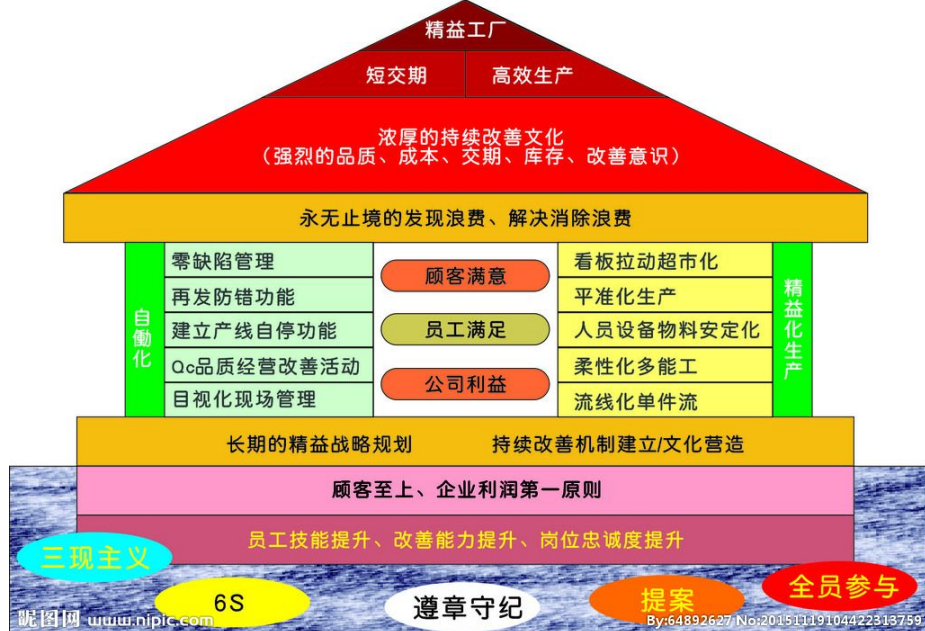 精益工厂
短交期 高效生产
浓厚的持续改善文化
（强烈的品质、成本、交期、库存、改善意识）
永无止境的发现浪费、解决消除浪费
自働化
零缺陷管理
再发防错功能
建立产线自停功能
Qc品质经营改善活动
目视化现场管理
顾客满意
员工满足
公司利益
看板拉动超市化
平准化生产
人员设备物料安定化
柔性化多能工
流线化单件流
精益化生产
长期的精益战略规划 持续改善机制建立/文化营造
顾客至上、企业利润第一原则
员工技能提升、改善能力提升、岗位忠诚度提升
三现主义
6S
遵章守纪
提案
全员参与
昵图网 www.nipic.com
By:64892627 No:20151119104422313759